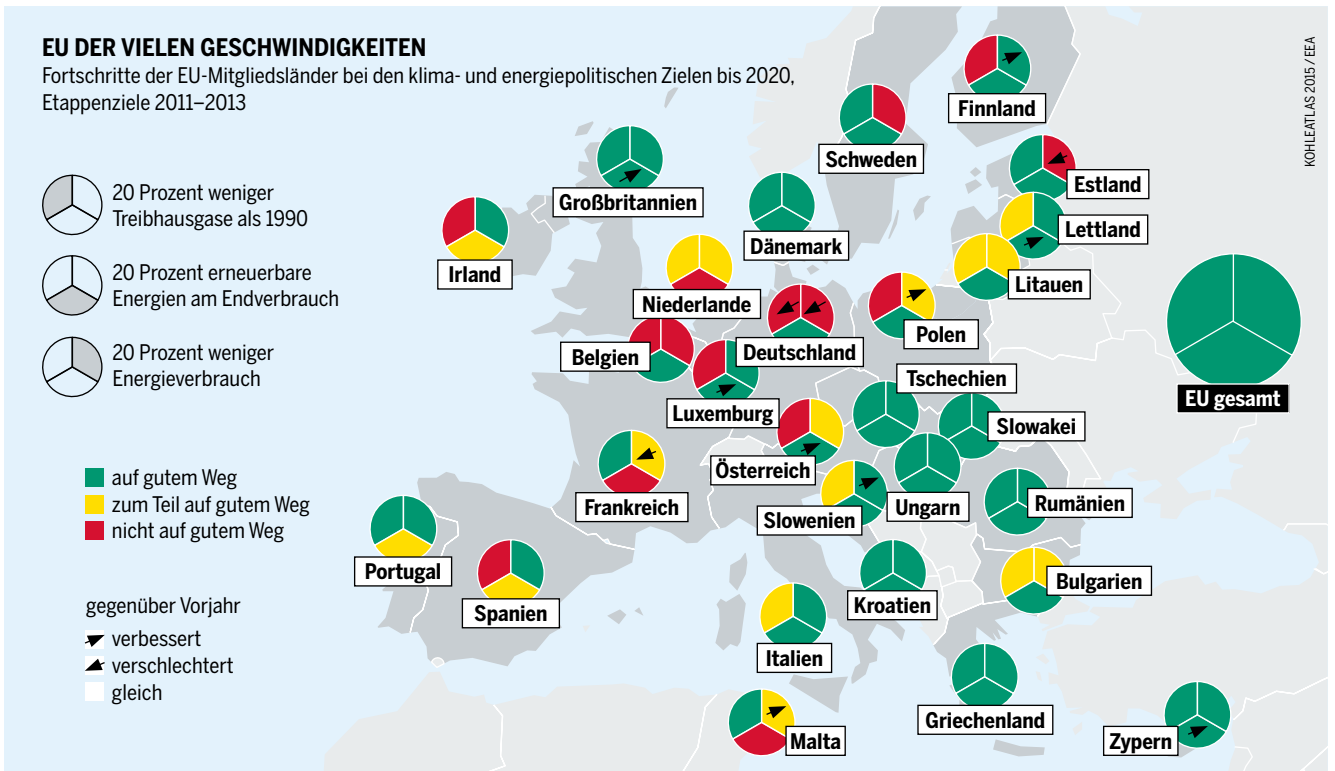 EU DER VIELEN GESCHWINDIGKEITEN
Fortschritte der EU-Mitgliedsländer bei den klima- und energiepolitischen Zielen bis 2020,
Etappenziele 2011–2013
KOHLEATLAS 2015 / EEA
20 Prozent weniger
Treibhausgase als 1990
20 Prozent erneuerbare
Energien am Endverbrauch
20 Prozent weniger
Energieverbrauch
auf gutem Weg
zum Teil auf gutem Weg
nicht auf gutem Weg
gegenüber Vorjahr
verbessert
verschlechtert
gleich
Finnland
Schweden
Estland
Großbritannien
Lettland
Dänemark
Irland
Litauen
Niederlande
Polen
Belgien
Deutschland
Tschechien
EU gesamt
Luxemburg
Slowakei
Österreich
Frankreich
Ungarn
Rumänien
Slowenien
Portugal
Bulgarien
Spanien
Kroatien
Italien
Griechenland
Malta
Zypern